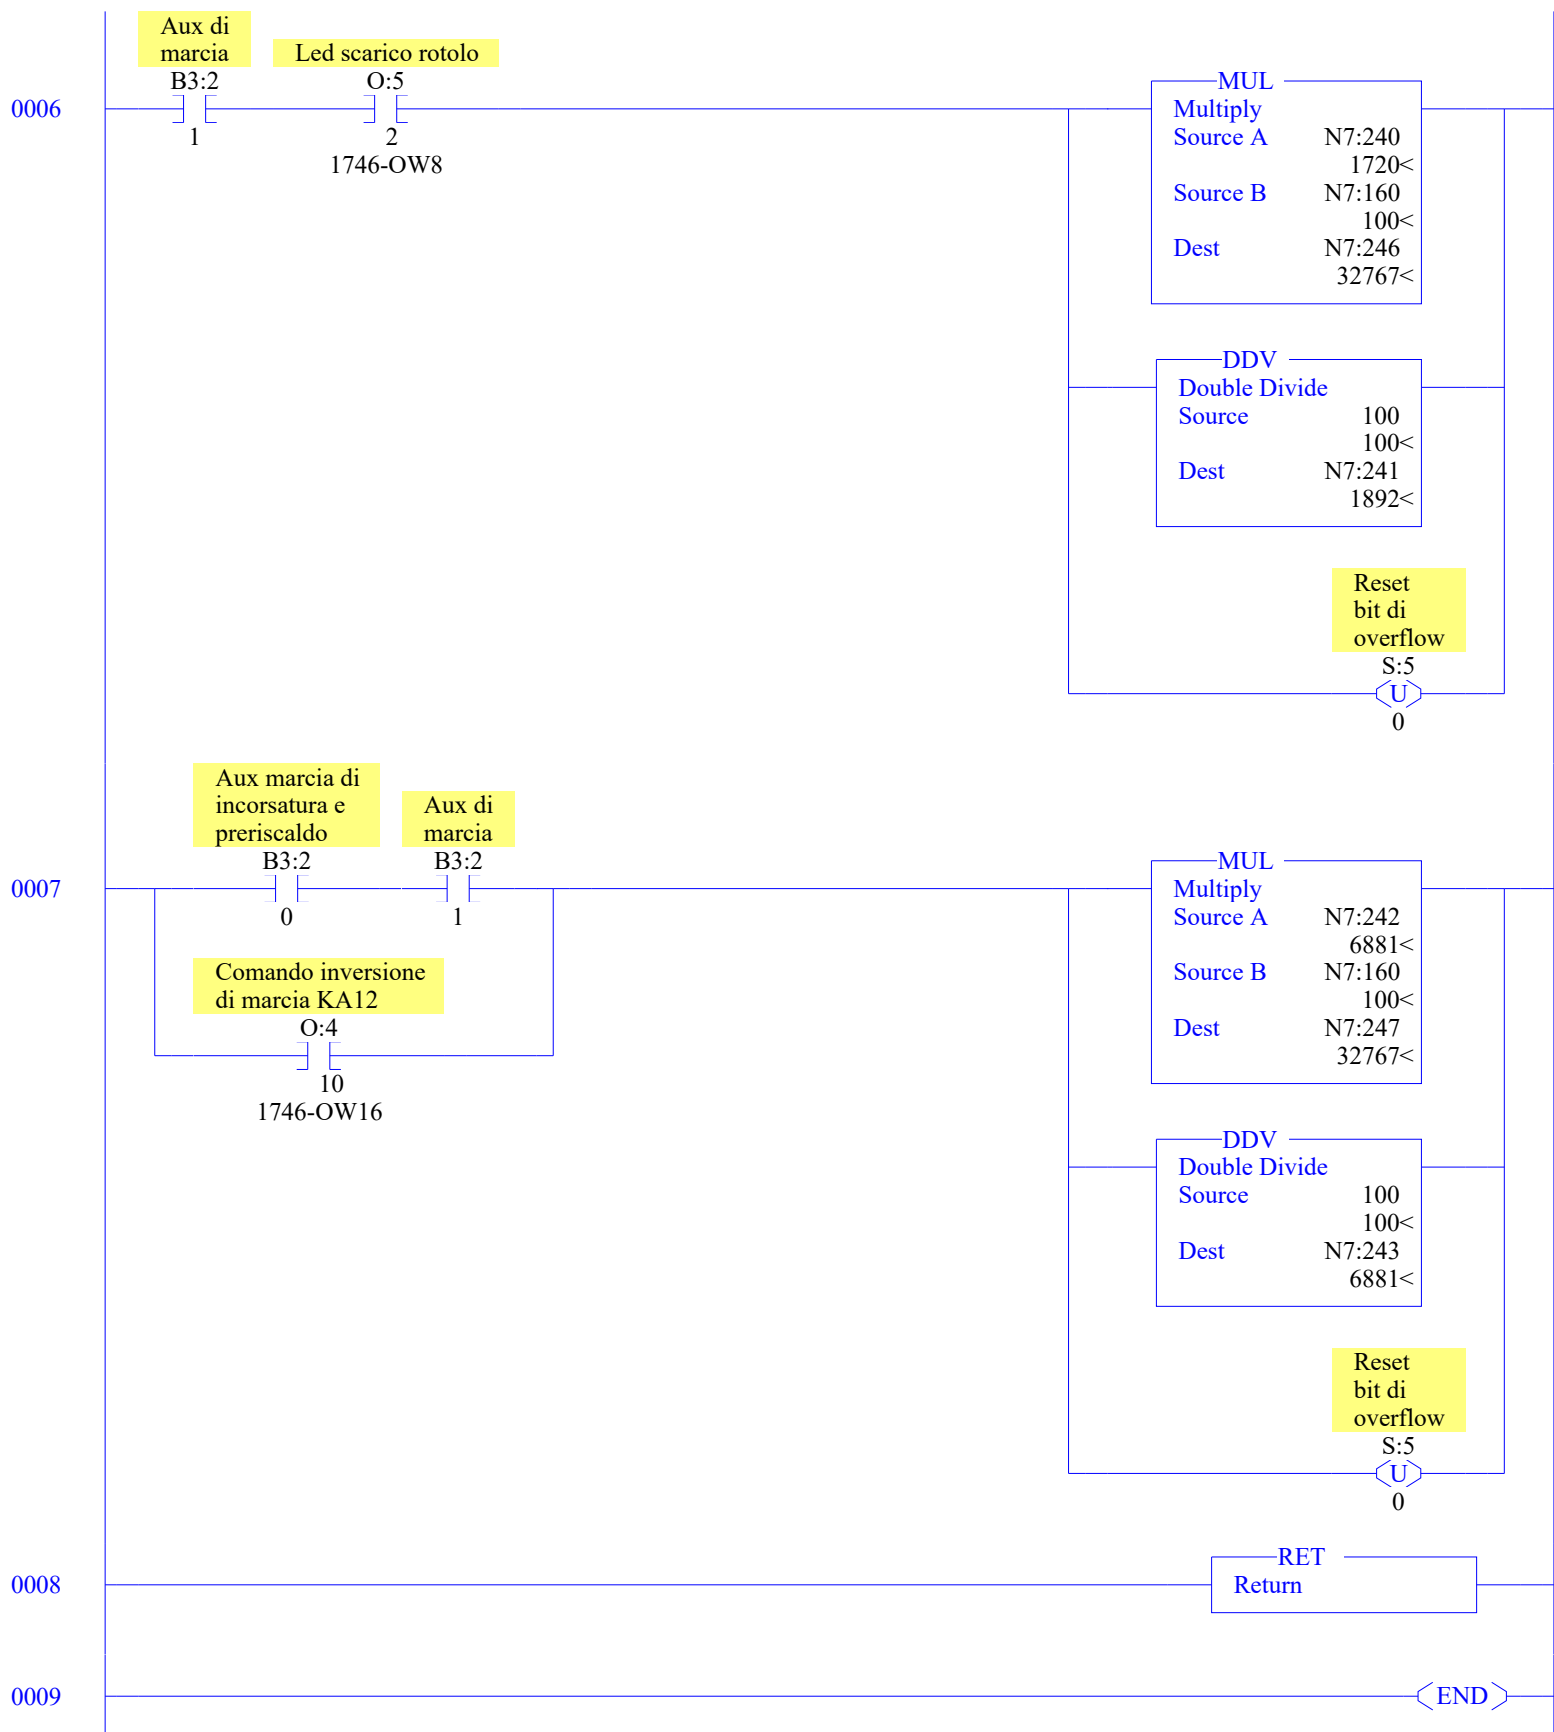 Aux di
marcia
B3:2
1
Led scarico rotolo
O:5
2
1746-OW8
0006
MUL
Multiply
Source A N7:240
1720<
Source B N7:160
100<
Dest N7:246
32767<
DDV
Double Divide
Source 100
100<
Dest N7:241
1892<
Reset
bit di
overflow
S:5
U
0
Aux marcia di
incorsatura e
preriscaldo
B3:2
0
Aux di
marcia
B3:2
1
0007
Comando inversione
di marcia KA12
O:4
10
1746-OW16
MUL
Multiply
Source A N7:242
6881<
Source B N7:160
100<
Dest N7:247
32767<
DDV
Double Divide
Source 100
100<
Dest N7:243
6881<
Reset
bit di
overflow
S:5
U
0
0008
RET
Return
0009
END